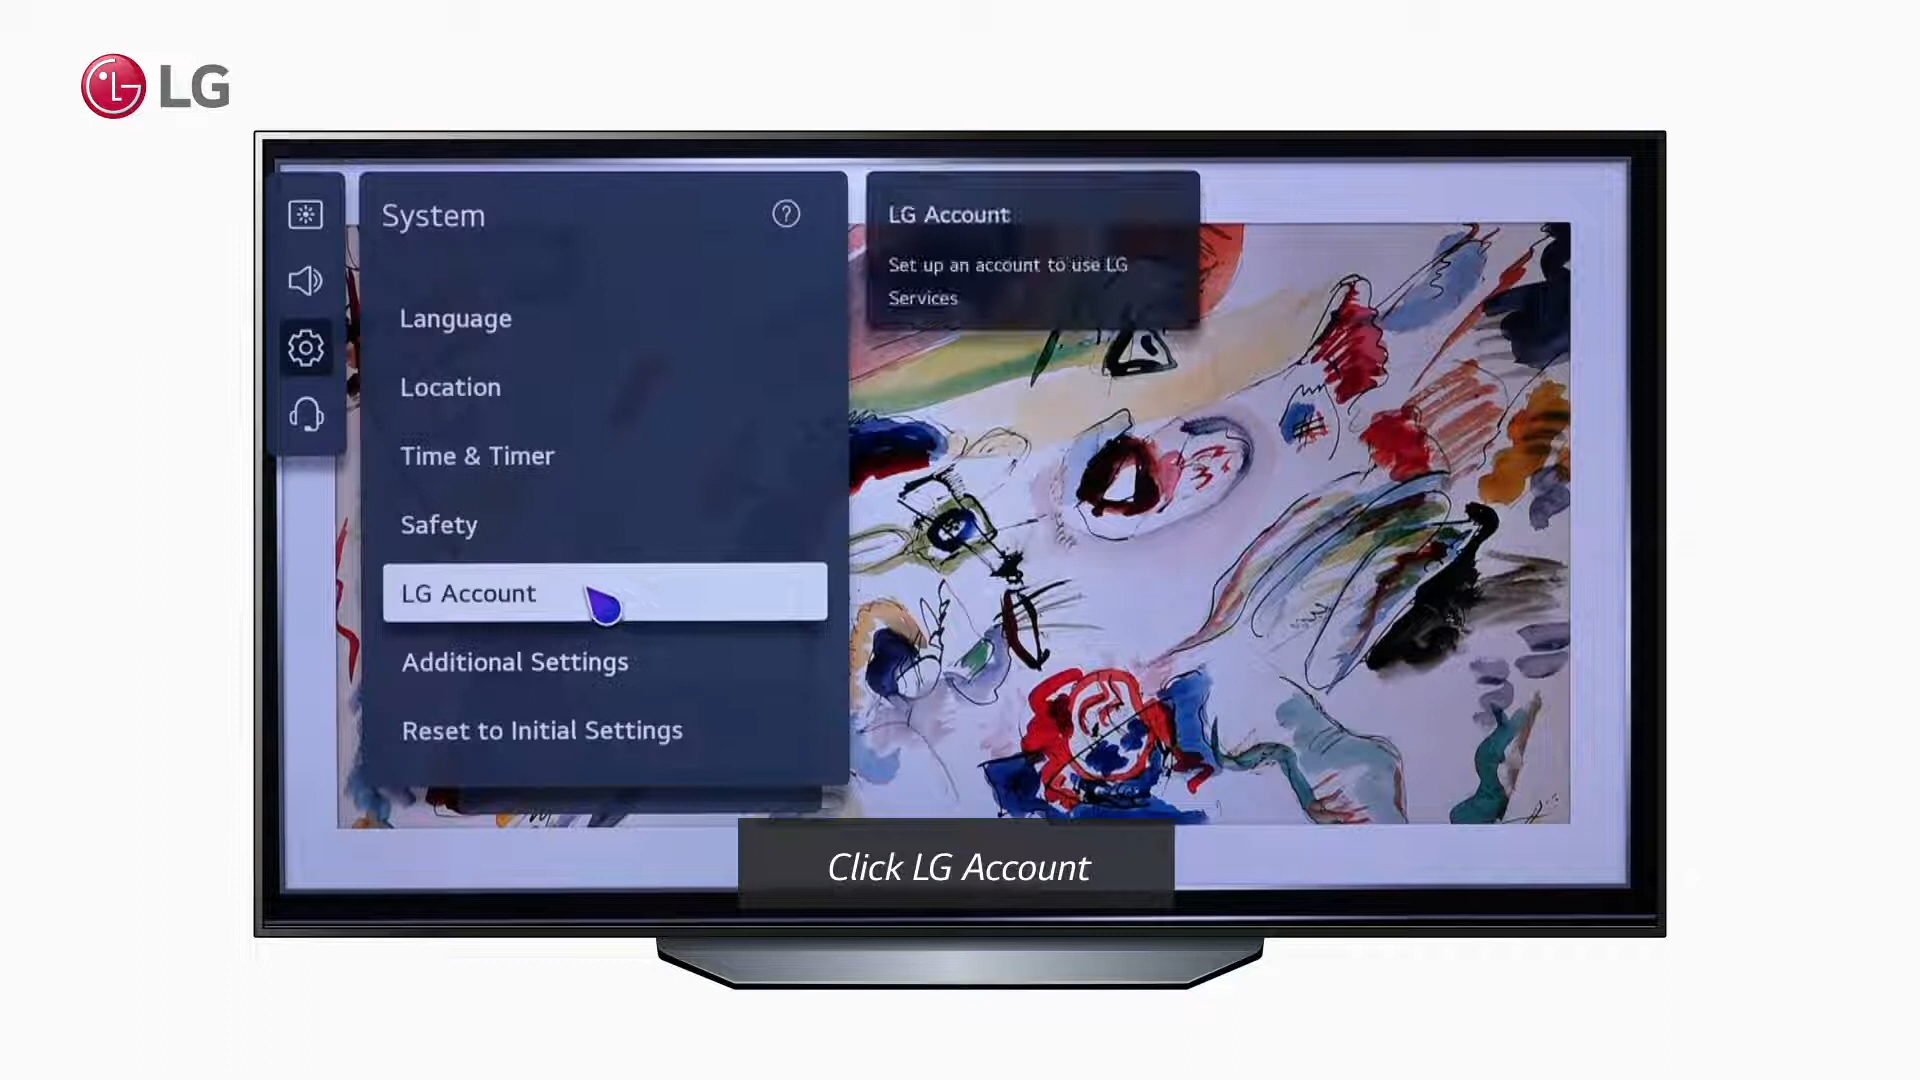 LG
System
LG Account
Set up an account to use LG
Services
Language
Location
Time & Timer
Safety
LG Account
Additional Settings
Reset to Initial Settings
Click LG Account